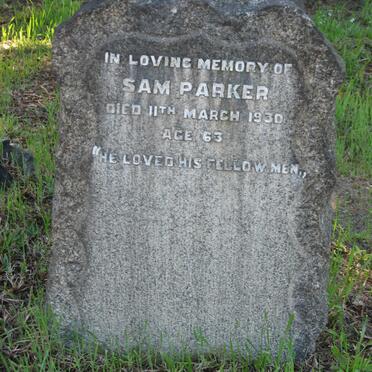 IN LOVING MEMORY OF
SAM PARKER
DIED 11TH MARCH 1930
AGE 63
"HE LOVED HIS FELLOW MEN"